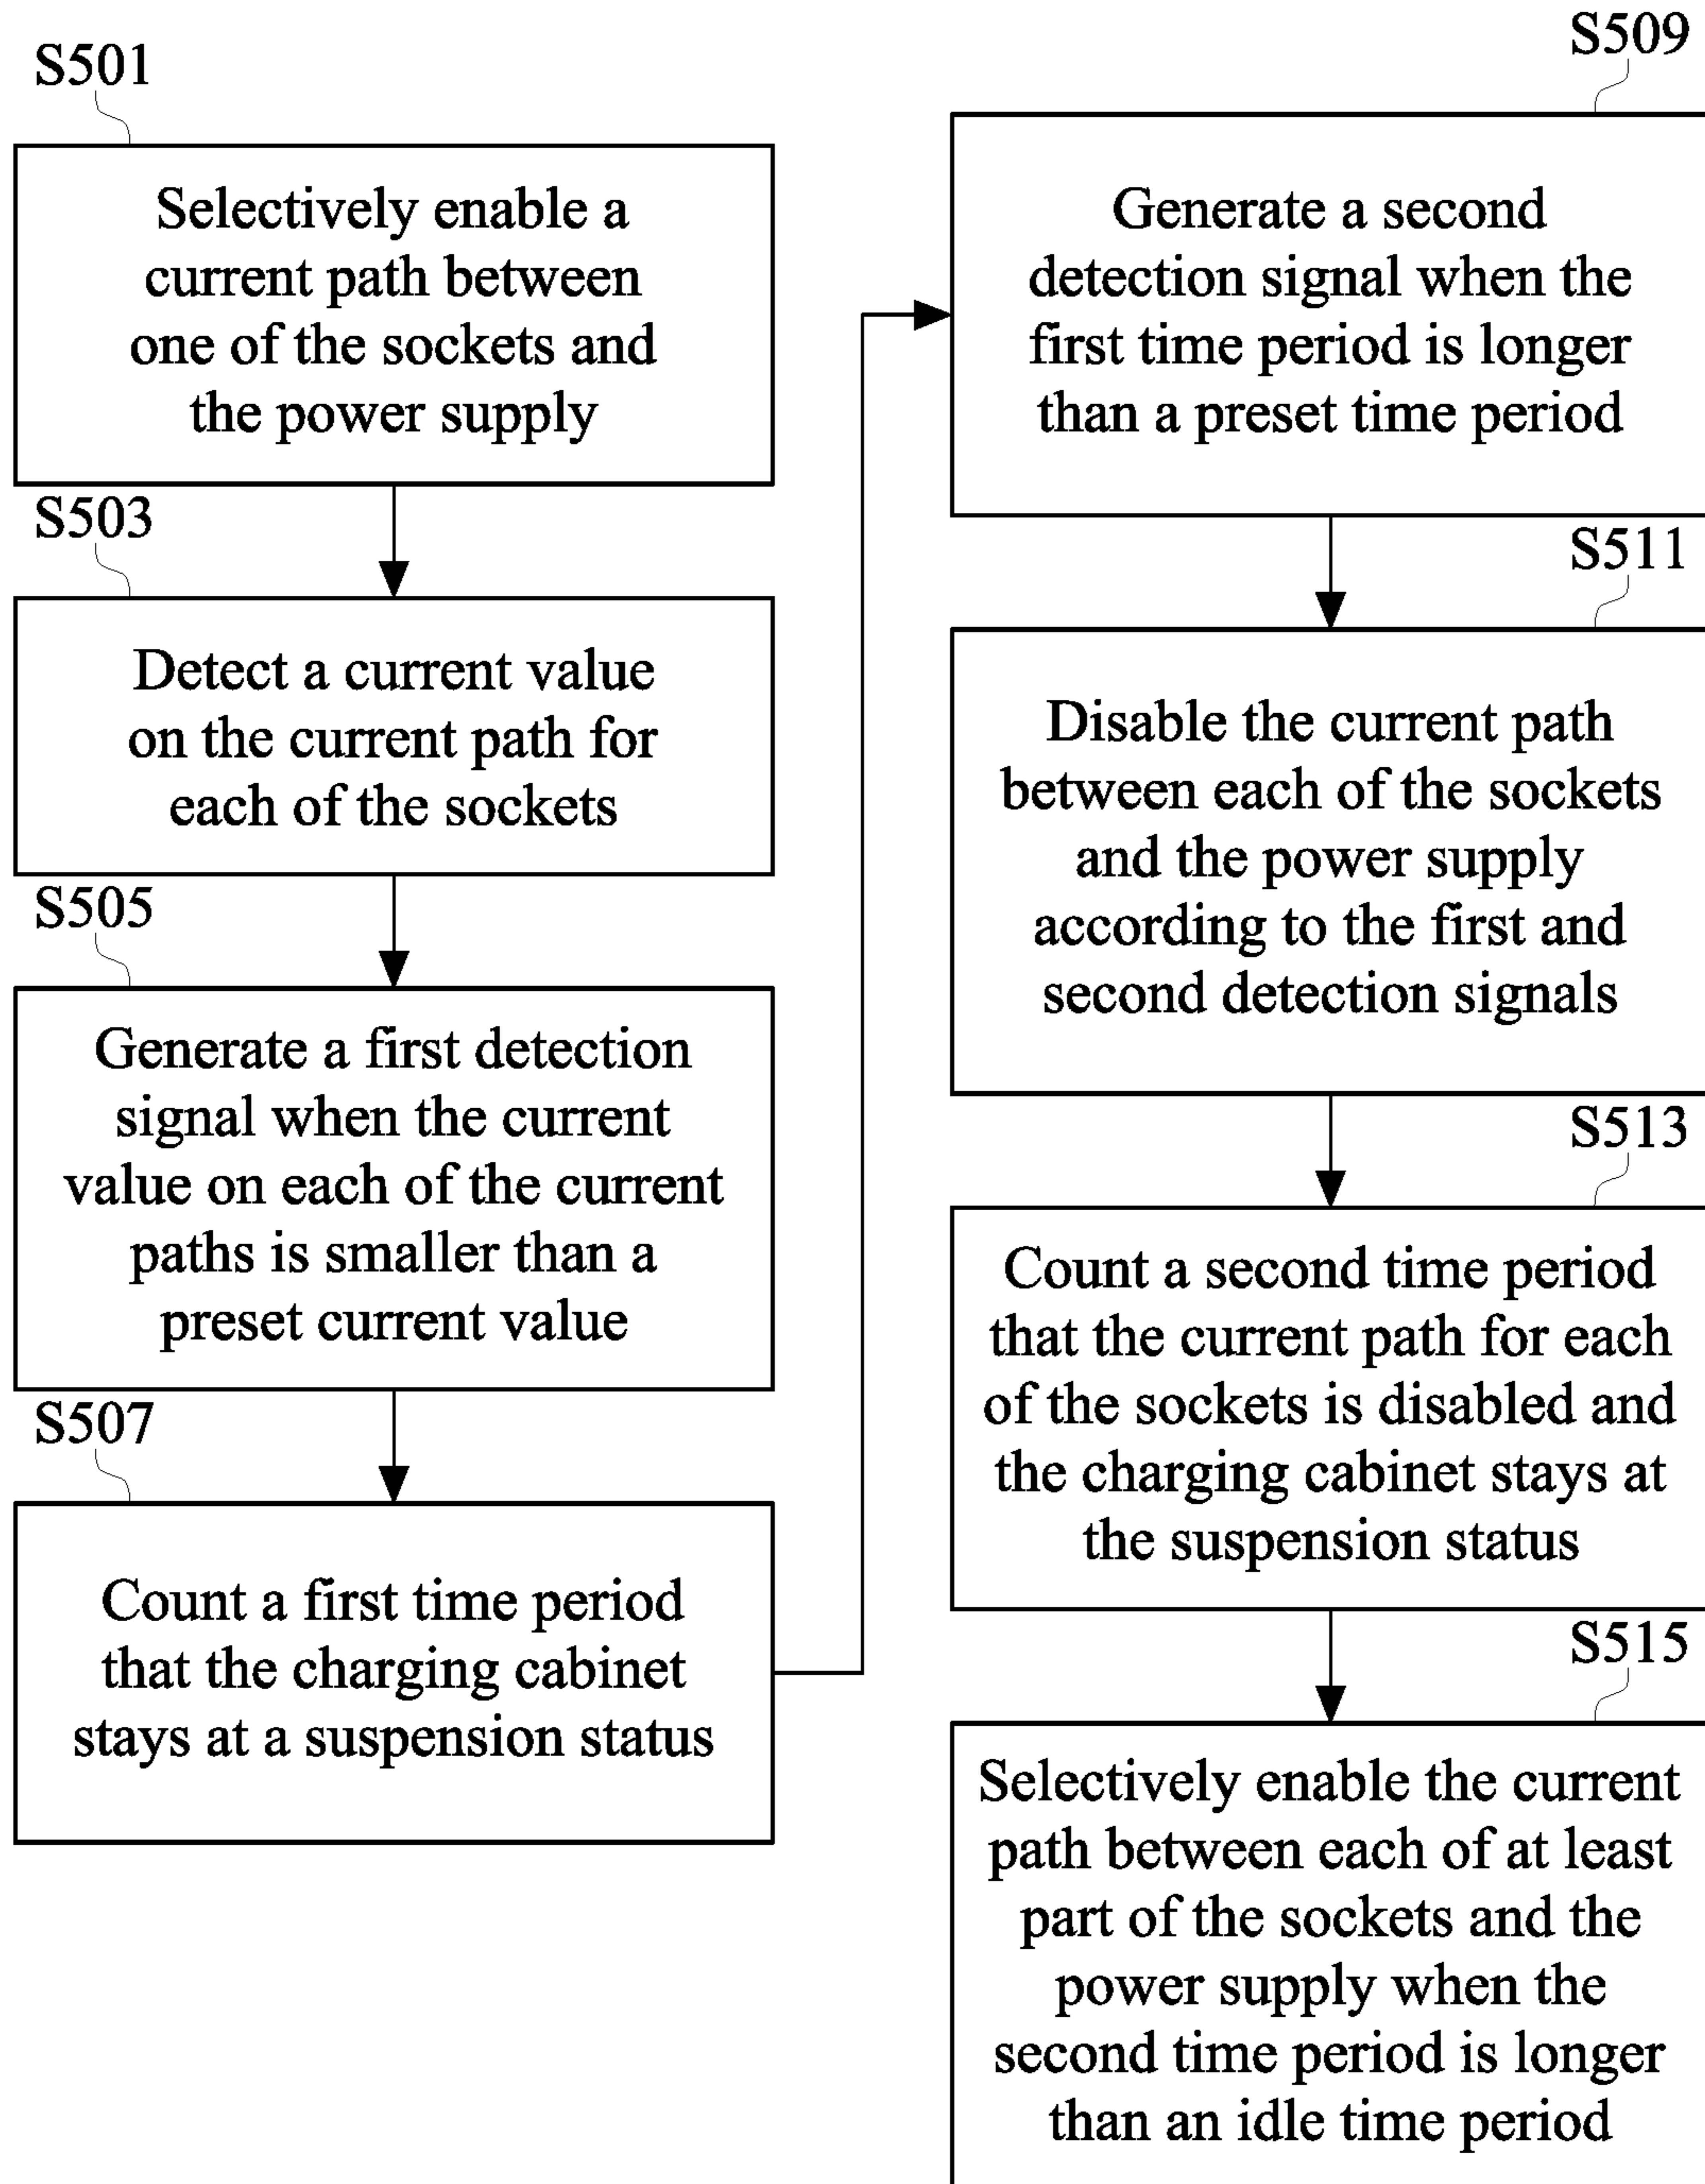 S501
Selectively enable a
current path between
one of the sockets and
the power supply
S503
Detect a current value
on the current path for
each of the sockets
S505
Generate a first detection
signal when the current
value on each of the current
paths is smaller than a
preset current value
S507
Count a first time period
that the charging cabinet
stays at a suspension status
S509
Generate a second
detection signal when the
first time period is longer
than a preset time period
S511
Disable the current path
between each of the sockets
and the power supply
according to the first and
second detection signals
S513
Count a second time period
that the current path for each
of the sockets is disabled and
the charging cabinet stays at
the suspension status
S515
Selectively enable the current
path between each of at least
part of the sockets and the
power supply when the
second time period is longer
than an idle time period